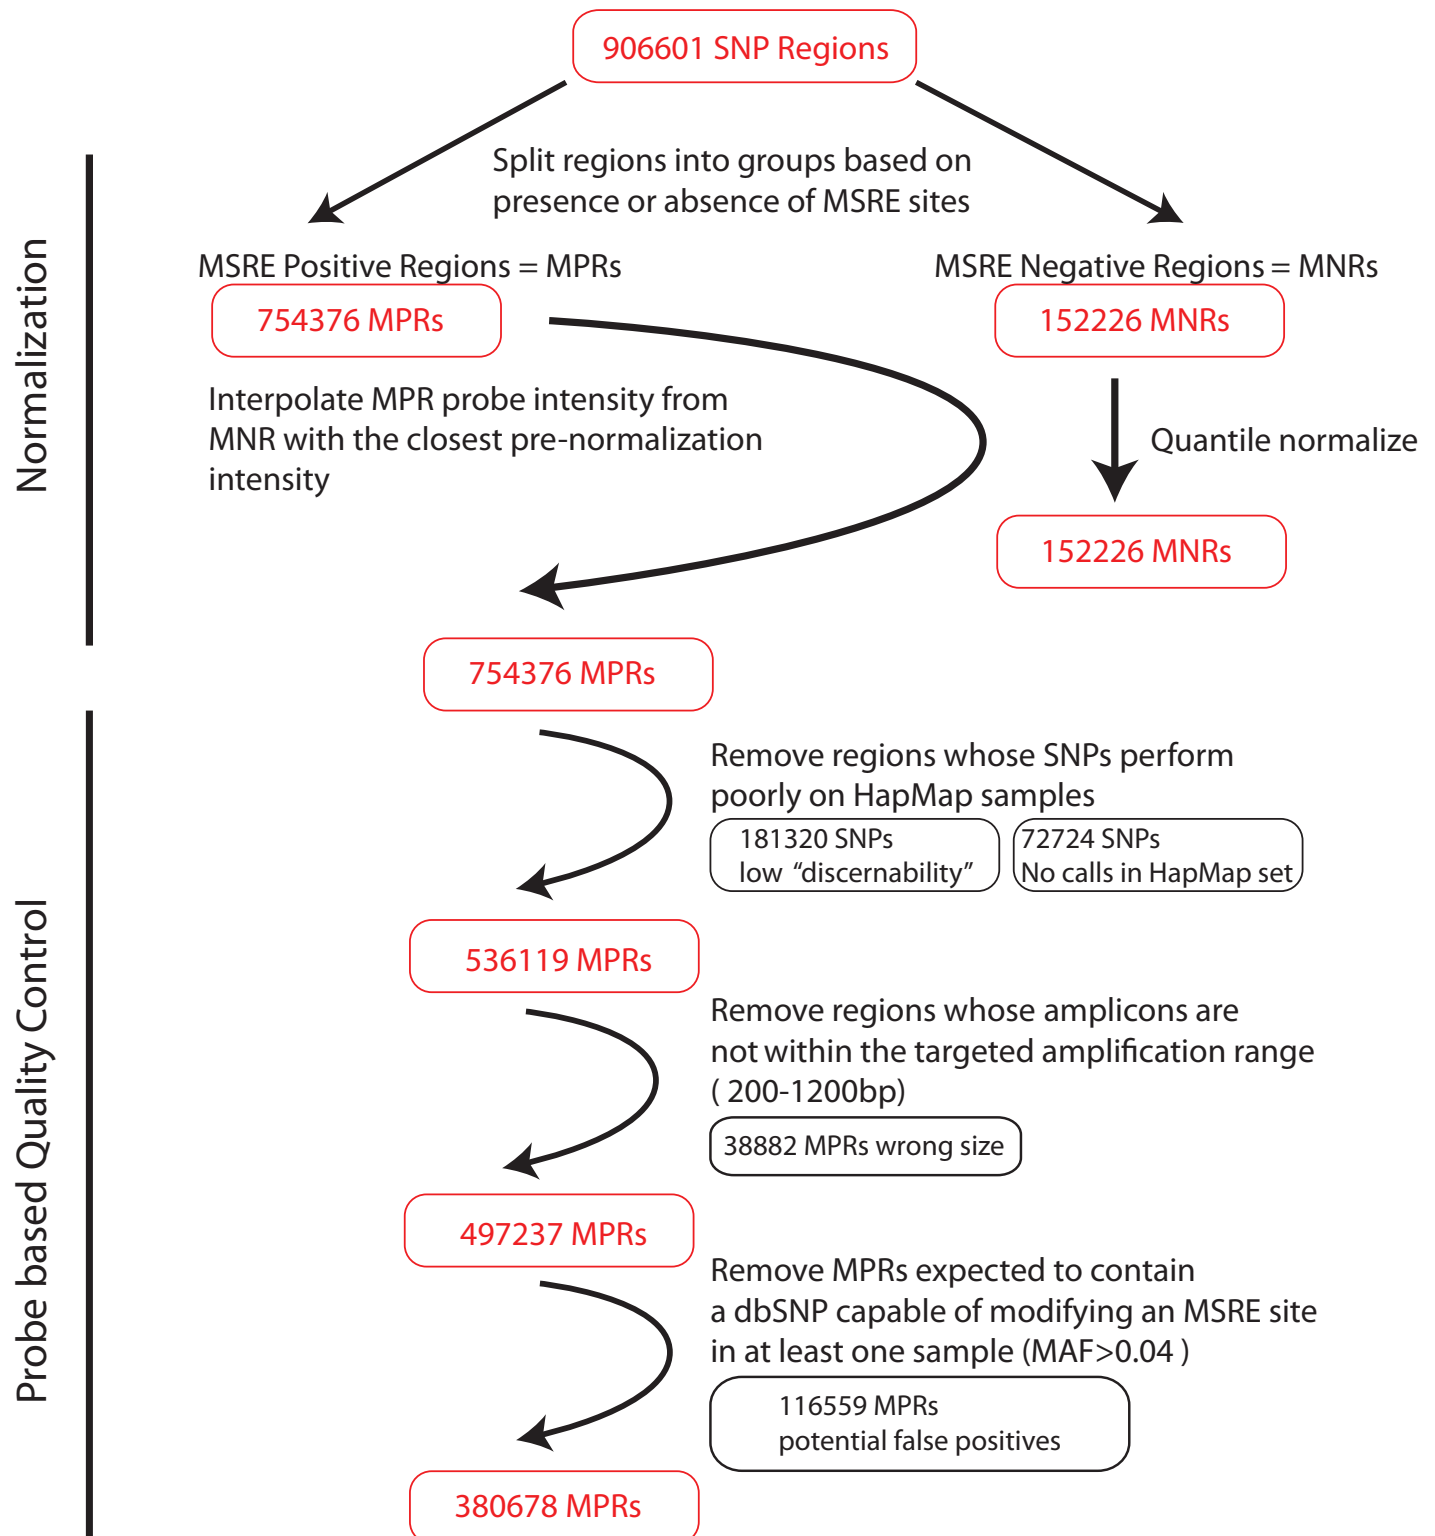 906601 SNP Regions
Split regions into groups based on
presence or absence of MSRE sites
Normalization
MSRE Positive Regions = MPRs
754376 MPRs
MSRE Negative Regions = MNRs
152226 MNRs
Interpolate MPR probe intensity from
MNR with the closest pre-normalization
intensity
Quantile normalize
152226 MNRs
754376 MPRs
Probe based Quality Control
Remove regions whose SNPs perform
poorly on HapMap samples
181320 SNPs
low “discernability”
72724 SNPs
No calls in HapMap set
536119 MPRs
Remove regions whose amplicons are
not within the targeted amplification range
( 200-1200bp)
38882 MPRs wrong size
497237 MPRs
Remove MPRs expected to contain
a dbSNP capable of modifying an MSRE site
in at least one sample (MAF>0.04 )
116559 MPRs
potential false positives
380678 MPRs